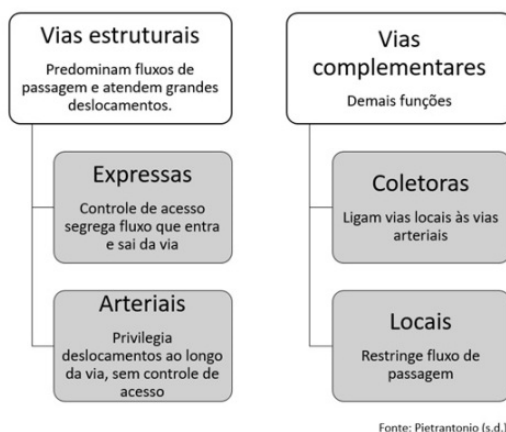 Vias estruturais
Predominam fluxos de
passagem e atendem grandes
deslocamentos.
Expressas
Controle de acesso
segrega fluxo que entra
e sai da via
Arteriais
Privilegia
deslocamentos ao longo
da via, sem controle de
acesso
Vias
complementares
Demais funções
Coletoras
Ligam vias locais às vias
arteriais
Locais
Restringe fluxo de
passagem
Fonte: Pietrantonio (s.d.)